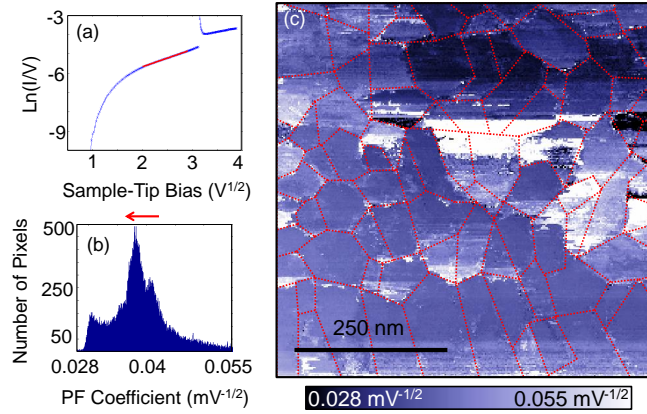 (a)
Ln(I/V)
-3
-6
-9
1
2
3
4
Sample-Tip Bias (V^1/2)
(b)
Number of Pixels
500
250
50
0.028
0.04
0.055
PF Coefficient (mV^-1/2)
(c)
250 nm
0.028 mV^-1/2
0.055 mV^-1/2